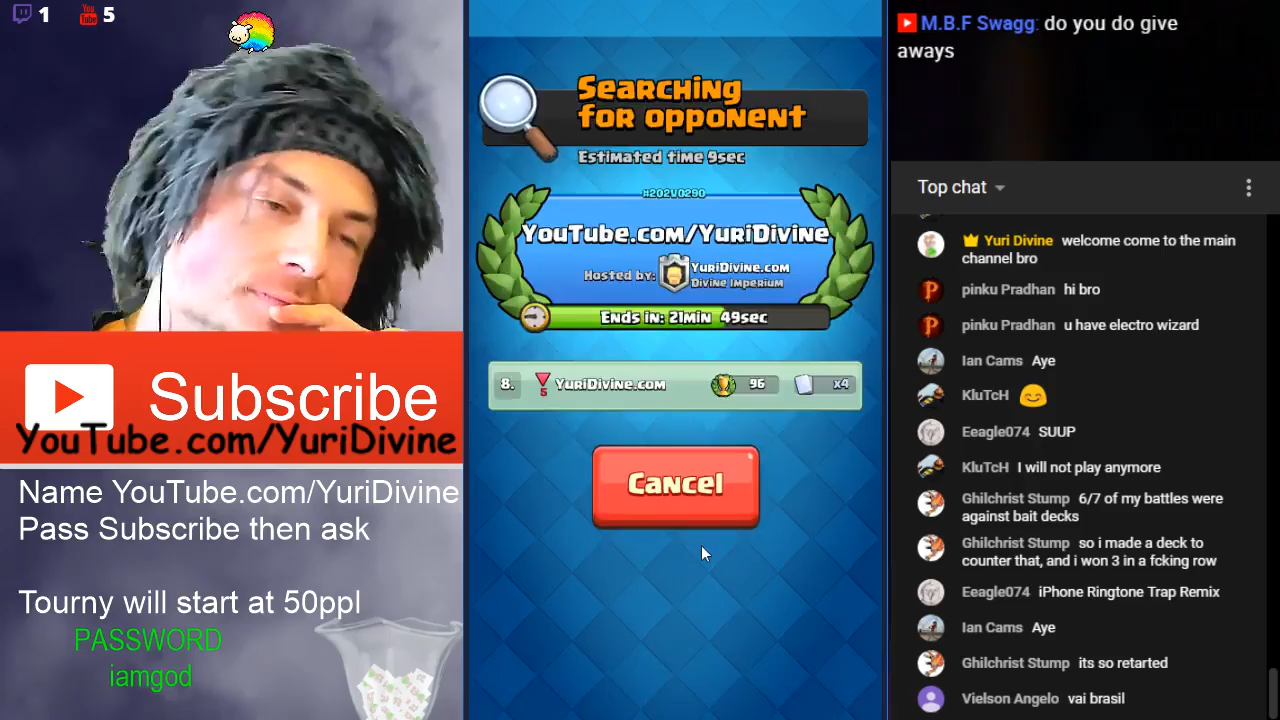 1
You
Tube
5
Subscribe
YouTube.com/YuriDivine
Name YouTube.com/YuriDivine
Pass Subscribe then ask
Tourny will start at 50ppl
PASSWORD
iamgod
Searching
for opponent
Estimated time 9sec
#202V0290
YouTube.com/YuriDivine
Hosted by: YuriDivine.com
Divine Imperium
Ends in: 21min 49sec
8. 5 YuriDivine.com 96 x4
Cancel
M.B.F Swagg: do you do give
aways
Top chat
Yuri Divine welcome come to the main
channel bro
pinku Pradhan hi bro
pinku Pradhan u have electro wizard
Ian Cams Aye
KluTcH 😊
Eeagle074 SUUP
KluTcH I will not play anymore
Ghilchrist Stump 6/7 of my battles were
against bait decks
Ghilchrist Stump so i made a deck to
counter that, and i won 3 in a fcking row
Eeagle074 iPhone Ringtone Trap Remix
Ian Cams Aye
Ghilchrist Stump its so retarted
Vielson Angelo vai brasil